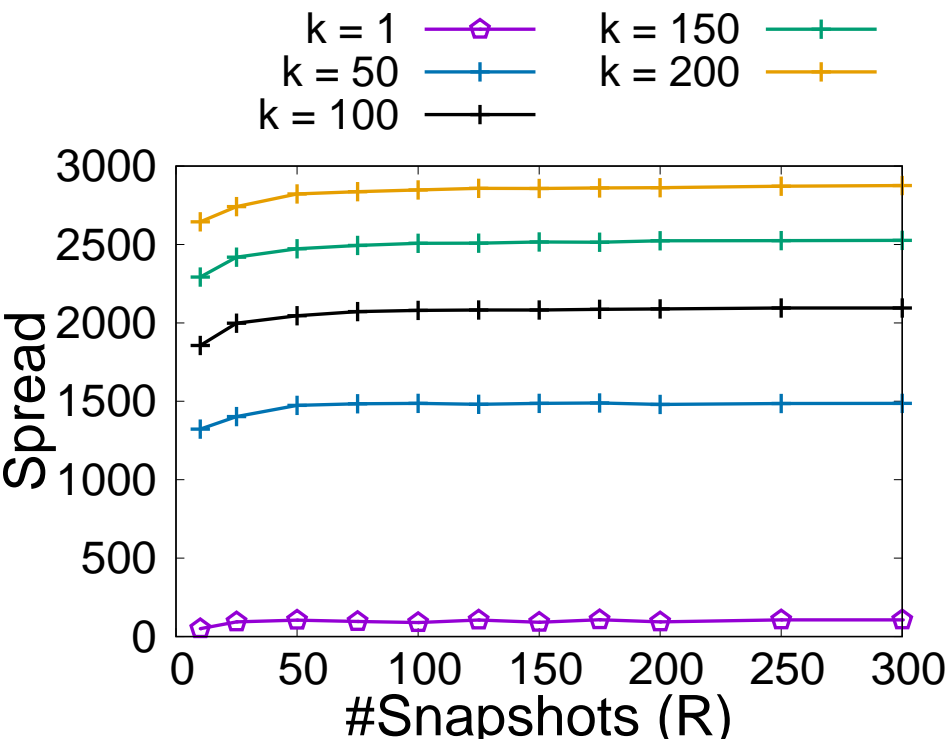 k = 1
k = 50
k = 100
k = 150
k = 200
3000
2500
2000
1500
1000
500
0
Spread
0 50 100 150 200 250 300
#Snapshots (R)